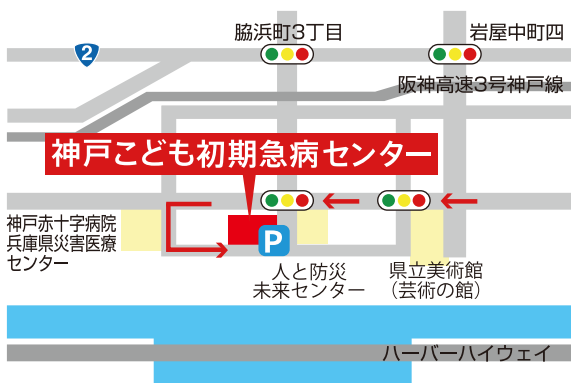 脇浜町3丁目
岩屋中町四
2
阪神高速3号神戸線
神戸こども初期急病センター
神戸赤十字病院
兵庫県災害医療
センター
P
人と防災
未来センター
県立美術館
（芸術の館）
ハーバーハイウェイ